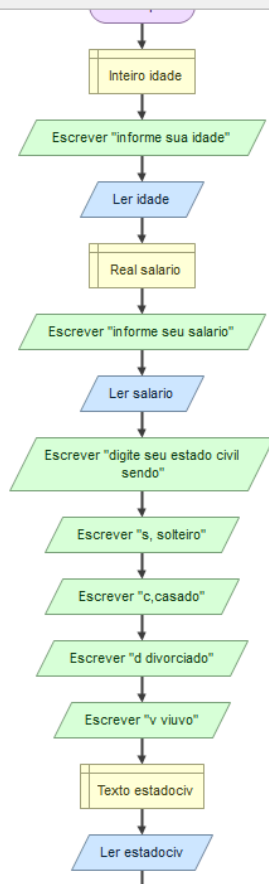 Inteiro idade
Escrever "informe sua idade"
Ler idade
Real salario
Escrever "informe seu salario"
Ler salario
Escrever "digite seu estado civil
sendo"
Escrever "s, solteiro"
Escrever "c,casado"
Escrever "d divorciado"
Escrever "v viuvo"
Texto estadociv
Ler estadociv